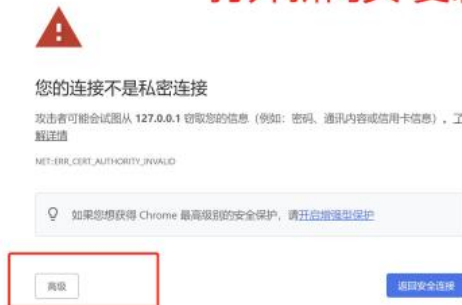 您的连接不是私密连接
攻击者可能会试图从 127.0.0.1 窃取您的信息（例如：密码、通讯内容或信用卡信息）。了
解详情
NET::ERR_CERT_AUTHORITY_INVALID
如果您想获得 Chrome 最高级别的安全保护，请开启增强型保护
高级
返回安全连接